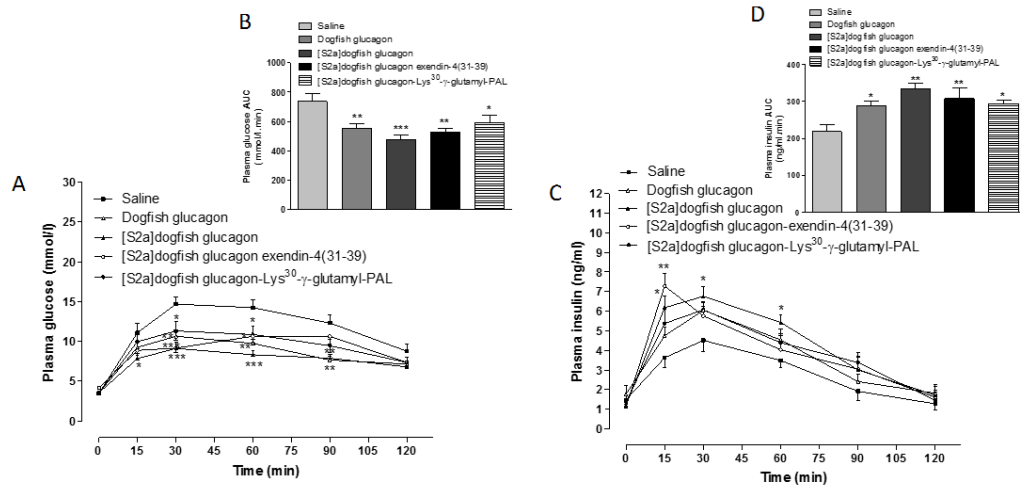 B
Saline
Dogfish glucagon
[S2a]dogfish glucagon
[S2a]dogfish glucagon exendin-4(31-39)
[S2a]dogfish glucagon-Lys³⁰-γ-glutamyl-PAL
Plasma glucose AUC
(mmol/l.min)
1000
800
600
400
200
0
**
***
**
*
A
Saline
Dogfish glucagon
[S2a]dogfish glucagon
[S2a]dogfish glucagon exendin-4(31-39)
[S2a]dogfish glucagon-Lys³⁰-γ-glutamyl-PAL
Plasma glucose (mmol/l)
30
25
20
15
10
5
0
0 15 30 45 60 75 90 105 120
Time (min)
D
Saline
Dogfish glucagon
[S2a]dogfish glucagon
[S2a]dogfish glucagon exendin-4(31-39)
[S2a]dogfish glucagon-Lys³⁰-γ-glutamyl-PAL
Plasma insulin AUC
(ng/ml.min)
400
300
200
100
0
*
**
**
*
C
Saline
Dogfish glucagon
[S2a]dogfish glucagon
[S2a]dogfish glucagon-exendin-4(31-39)
[S2a]dogfish glucagon-Lys³⁰-γ-glutamyl-PAL
Plasma insulin (ng/ml)
12
11
10
9
8
7
6
5
4
3
2
1
0
**
*
*
*
0 15 30 45 60 75 90 105 120
Time (min)